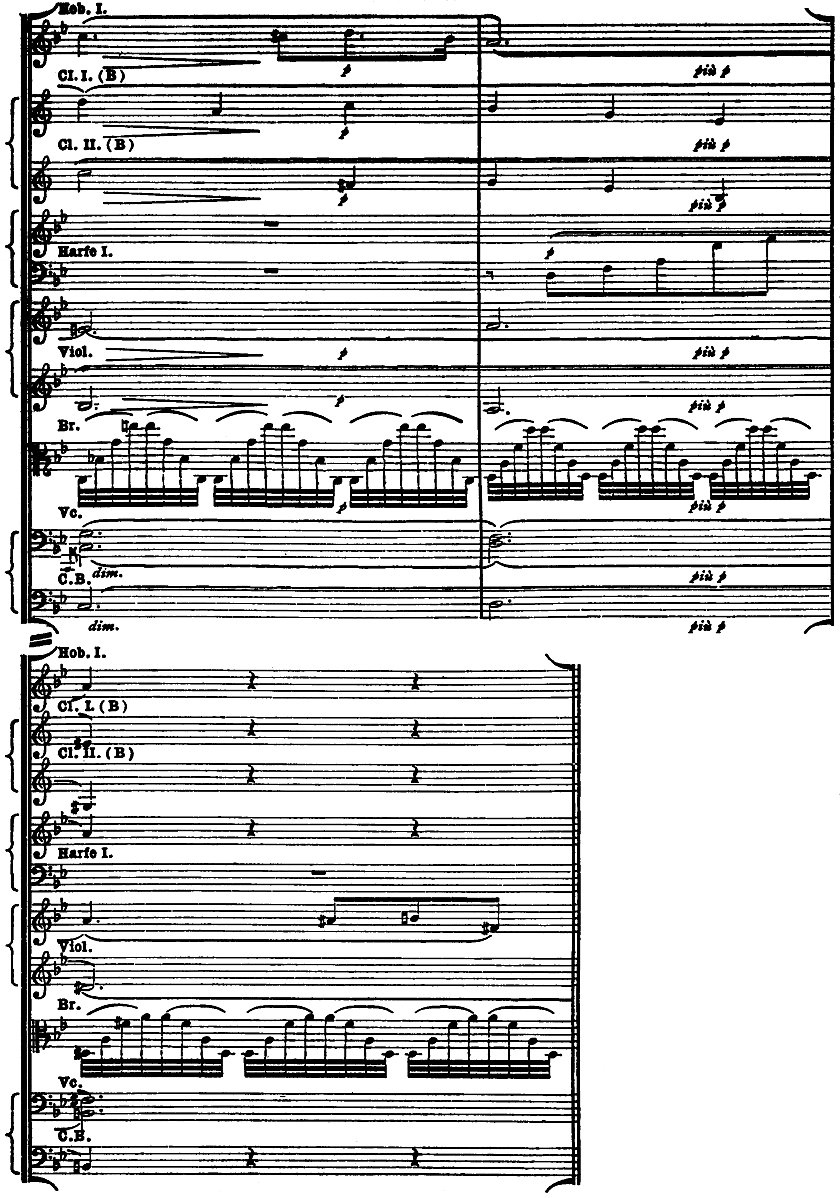 Hob. I.
p più p
Cl. I. (B)
p più p
Cl. II. (B)
p più p
Harfe I.
p
Viol.
p più p
p più p
Br.
p più p
Vc.
dim. più p
C.B.
dim. più p
Hob. I.
Cl. I. (B)
Cl. II. (B)
Harfe I.
Viol.
Br.
Vc.
C.B.